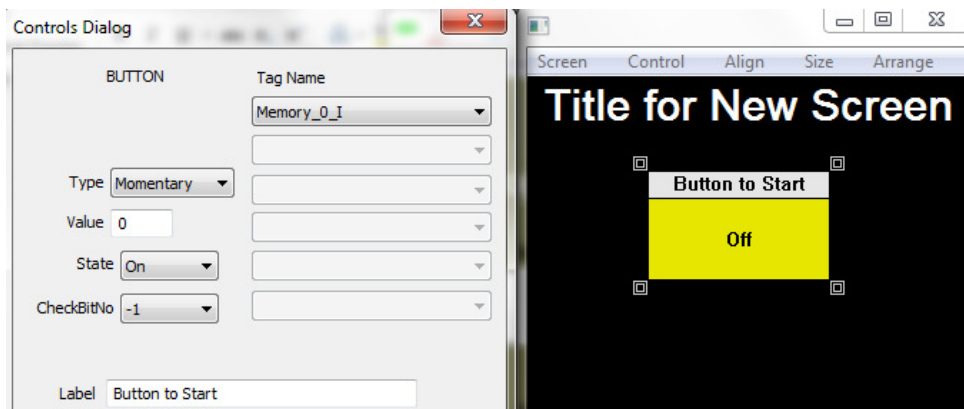 Controls Dialog
BUTTON
Tag Name
Memory_0_I
Type Momentary
Value 0
State On
CheckBitNo -1
Label Button to Start
Screen Control Align Size Arrange
Title for New Screen
Button to Start
Off